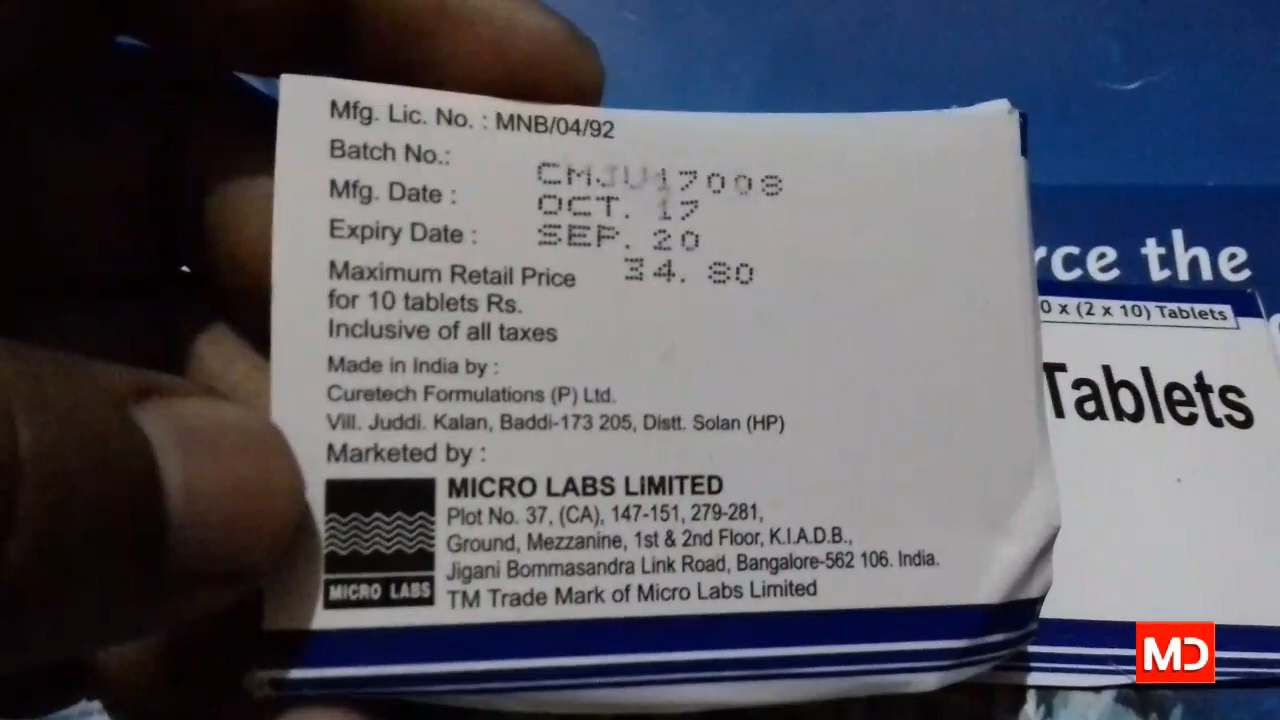 Mfg. Lic. No. : MNB/04/92
Batch No.: CMJU17008
Mfg. Date : OCT. 17
Expiry Date : SEP. 20
Maximum Retail Price 34.80
for 10 tablets Rs.
Inclusive of all taxes
Made in India by :
Curetech Formulations (P) Ltd.
Vill. Juddi. Kalan, Baddi-173 205, Distt. Solan (HP)
Marketed by :
MICRO LABS LIMITED
Plot No. 37, (CA), 147-151, 279-281,
Ground, Mezzanine, 1st & 2nd Floor, K.I.A.D.B.,
Jigani Bommasandra Link Road, Bangalore-562 106. India.
TM Trade Mark of Micro Labs Limited
MICRO LABS
rce the
0 x (2 x 10) Tablets
Tablets
MD